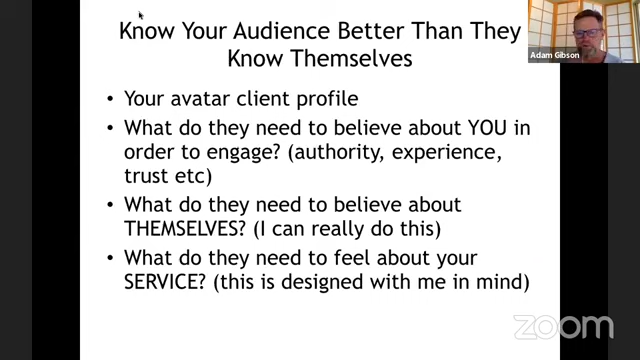 Know Your Audience Better Than They
Know Themselves
• Your avatar client profile
• What do they need to believe about YOU in
order to engage? (authority, experience,
trust etc)
• What do they need to believe about
THEMSELVES? (I can really do this)
• What do they need to feel about your
SERVICE? (this is designed with me in mind)
Adam Gibson
zoom